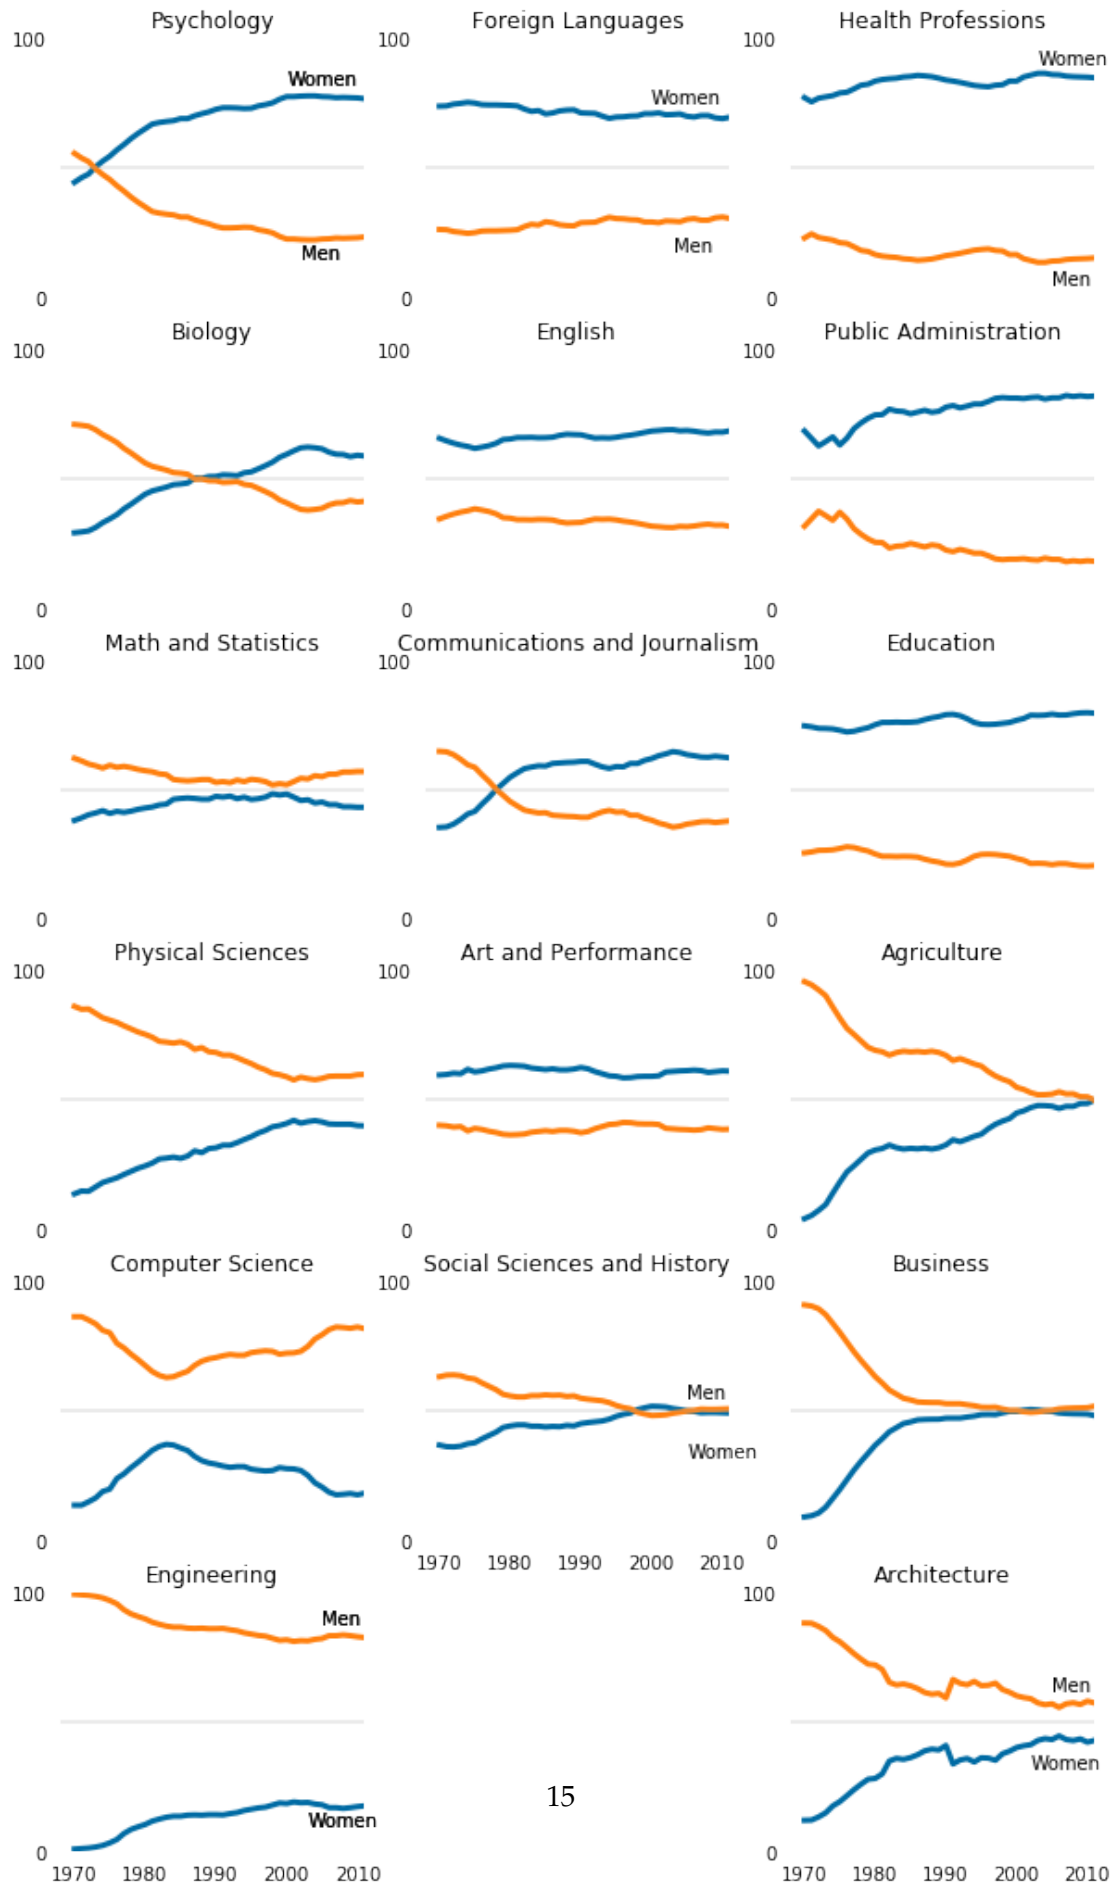 Psychology Foreign Languages Health Professions
100 100 100
Women Women Women
Men Men Men
0 0 0
Biology English Public Administration
100 100 100
0 0 0
Math and Statistics Communications and Journalism Education
100 100 100
0 0 0
Physical Sciences Art and Performance Agriculture
100 100 100
0 0 0
Computer Science Social Sciences and History Business
100 100 100
Men
Women
0 0 0
1970 1980 1990 2000 2010
Engineering Architecture
100 100
Men Men
Women Women
15
0 0
1970 1980 1990 2000 2010 1970 1980 1990 2000 2010